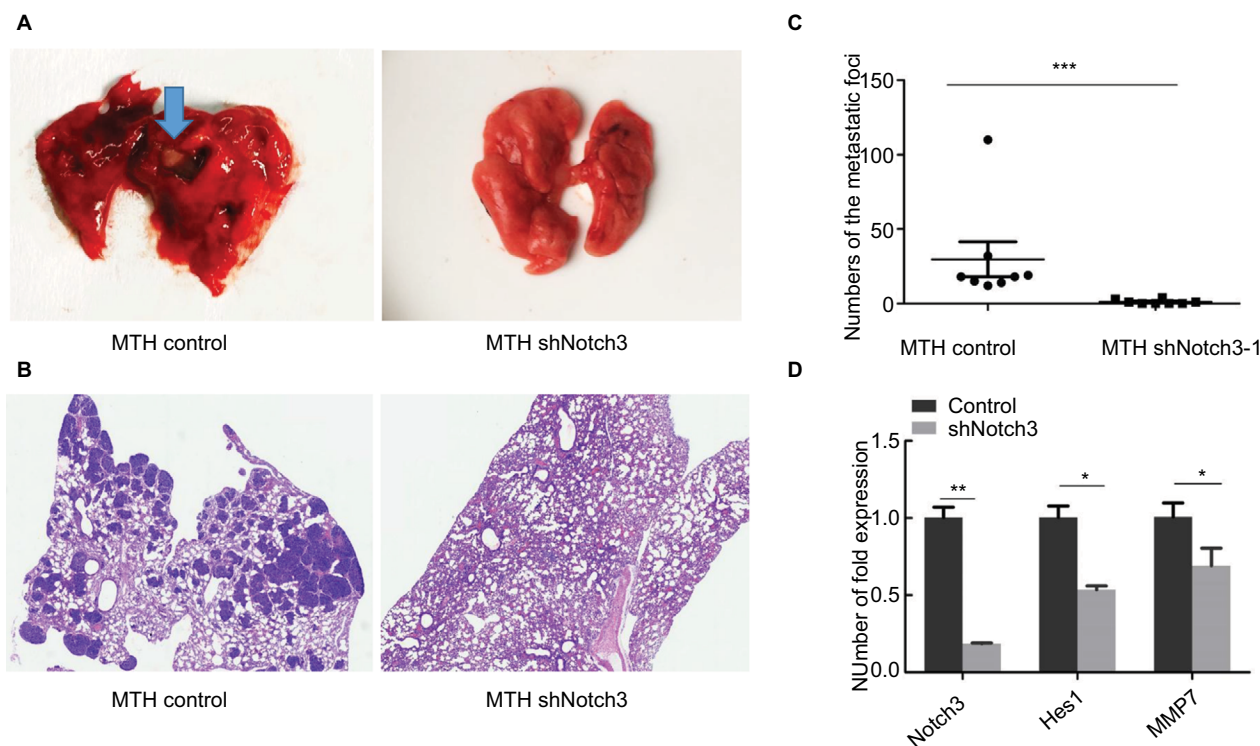 A
MTH control
MTH shNotch3
B
MTH control
MTH shNotch3
C
Numbers of the metastatic foci
150
100
50
0
***
MTH control
MTH shNotch3-1
D
Control
shNotch3
NUmber of fold expression
1.5
1.0
0.5
0.0
**
*
*
Notch3
Hes1
MMP7